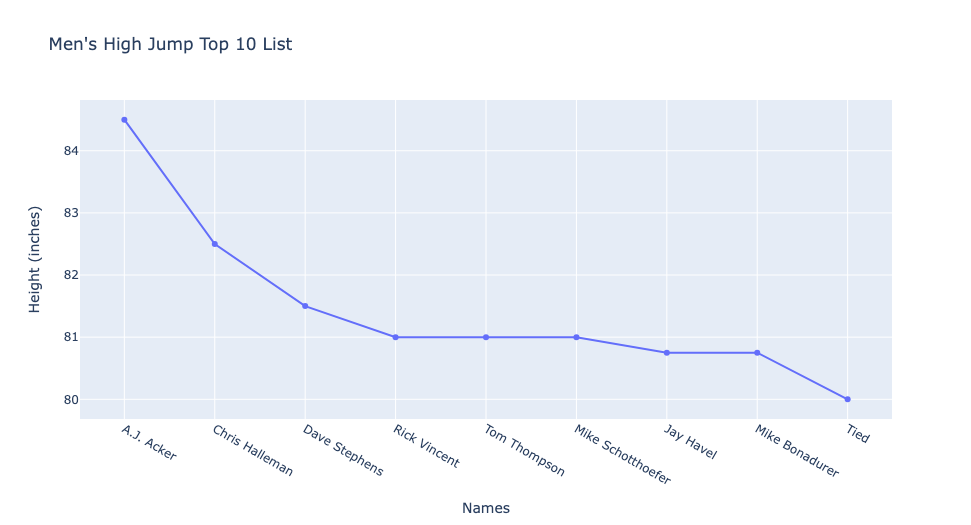 Men's High Jump Top 10 List
Height (inches)
84
83
82
81
80
A.J. Acker
Chris Halleman
Dave Stephens
Rick Vincent
Tom Thompson
Mike Schotthoefer
Jay Havel
Mike Bonadurer
Tied
Names